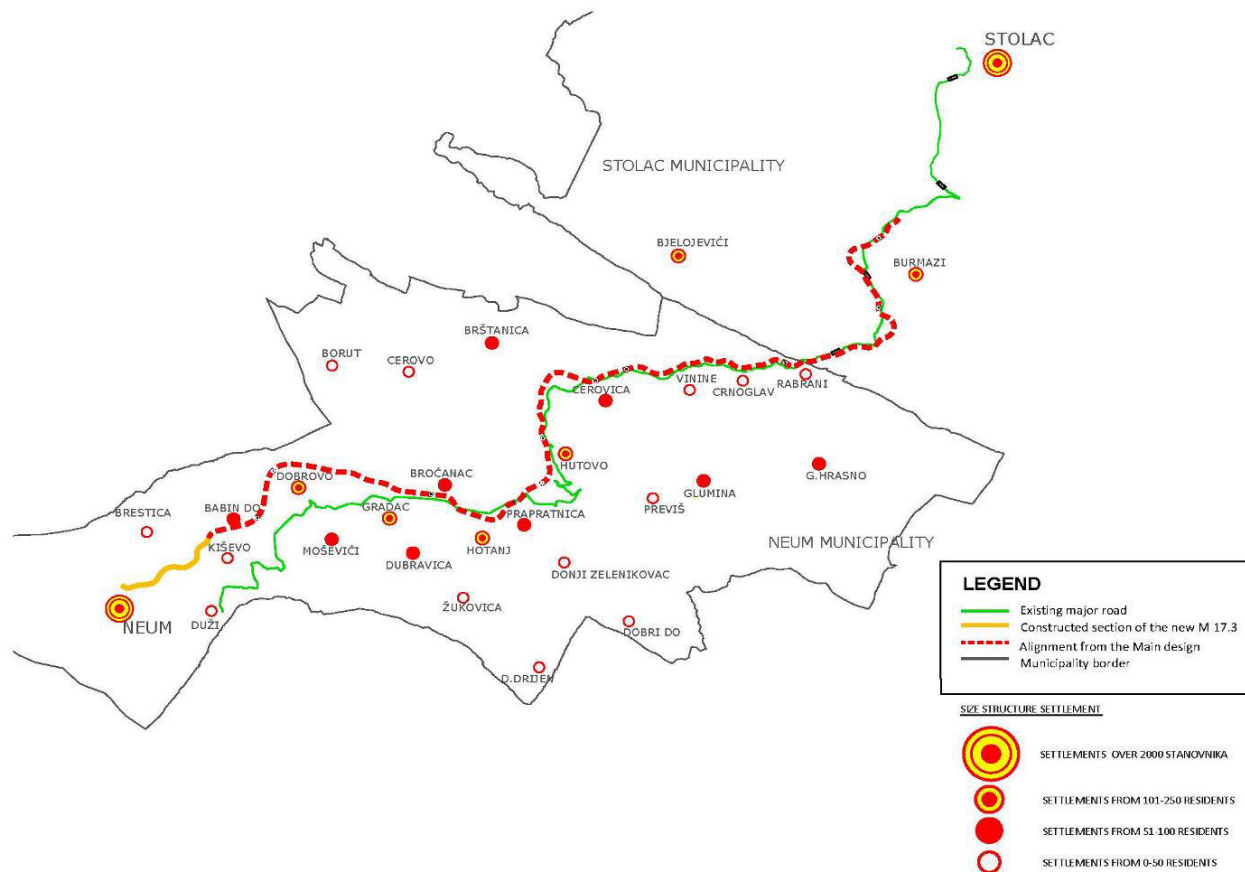 STOLAC
STOLAC MUNICIPALITY
BJELOJEVIĆI
BURMAZI
BRŠTANICA
BORUT
CEROVO
VININE
RABRANI
CEROVICA
CRNOGLAV
HUTOVO
BROĆANAC
DOBROVO
G.HRASNO
GLUMINA
PREVIŠ
BABIN DO
GRADAC
PRAPRATNICA
BRESTICA
KIŠEVO
MOŠEVIĆI
HOTANJ
NEUM MUNICIPALITY
DUBRAVICA
DONJI ZELENIKOVAC
ŽUKOVICA
NEUM
DUŽI
DOBRI DO
D.DRIJEN
LEGEND
Existing major road
Constructed section of the new M 17.3
Alignment from the Main design
Municipality border
SIZE STRUCTURE SETTLEMENT
SETTLEMENTS OVER 2000 STANOVNIKA
SETTLEMENTS FROM 101-250 RESIDENTS
SETTLEMENTS FROM 51-100 RESIDENTS
SETTLEMENTS FROM 0-50 RESIDENTS